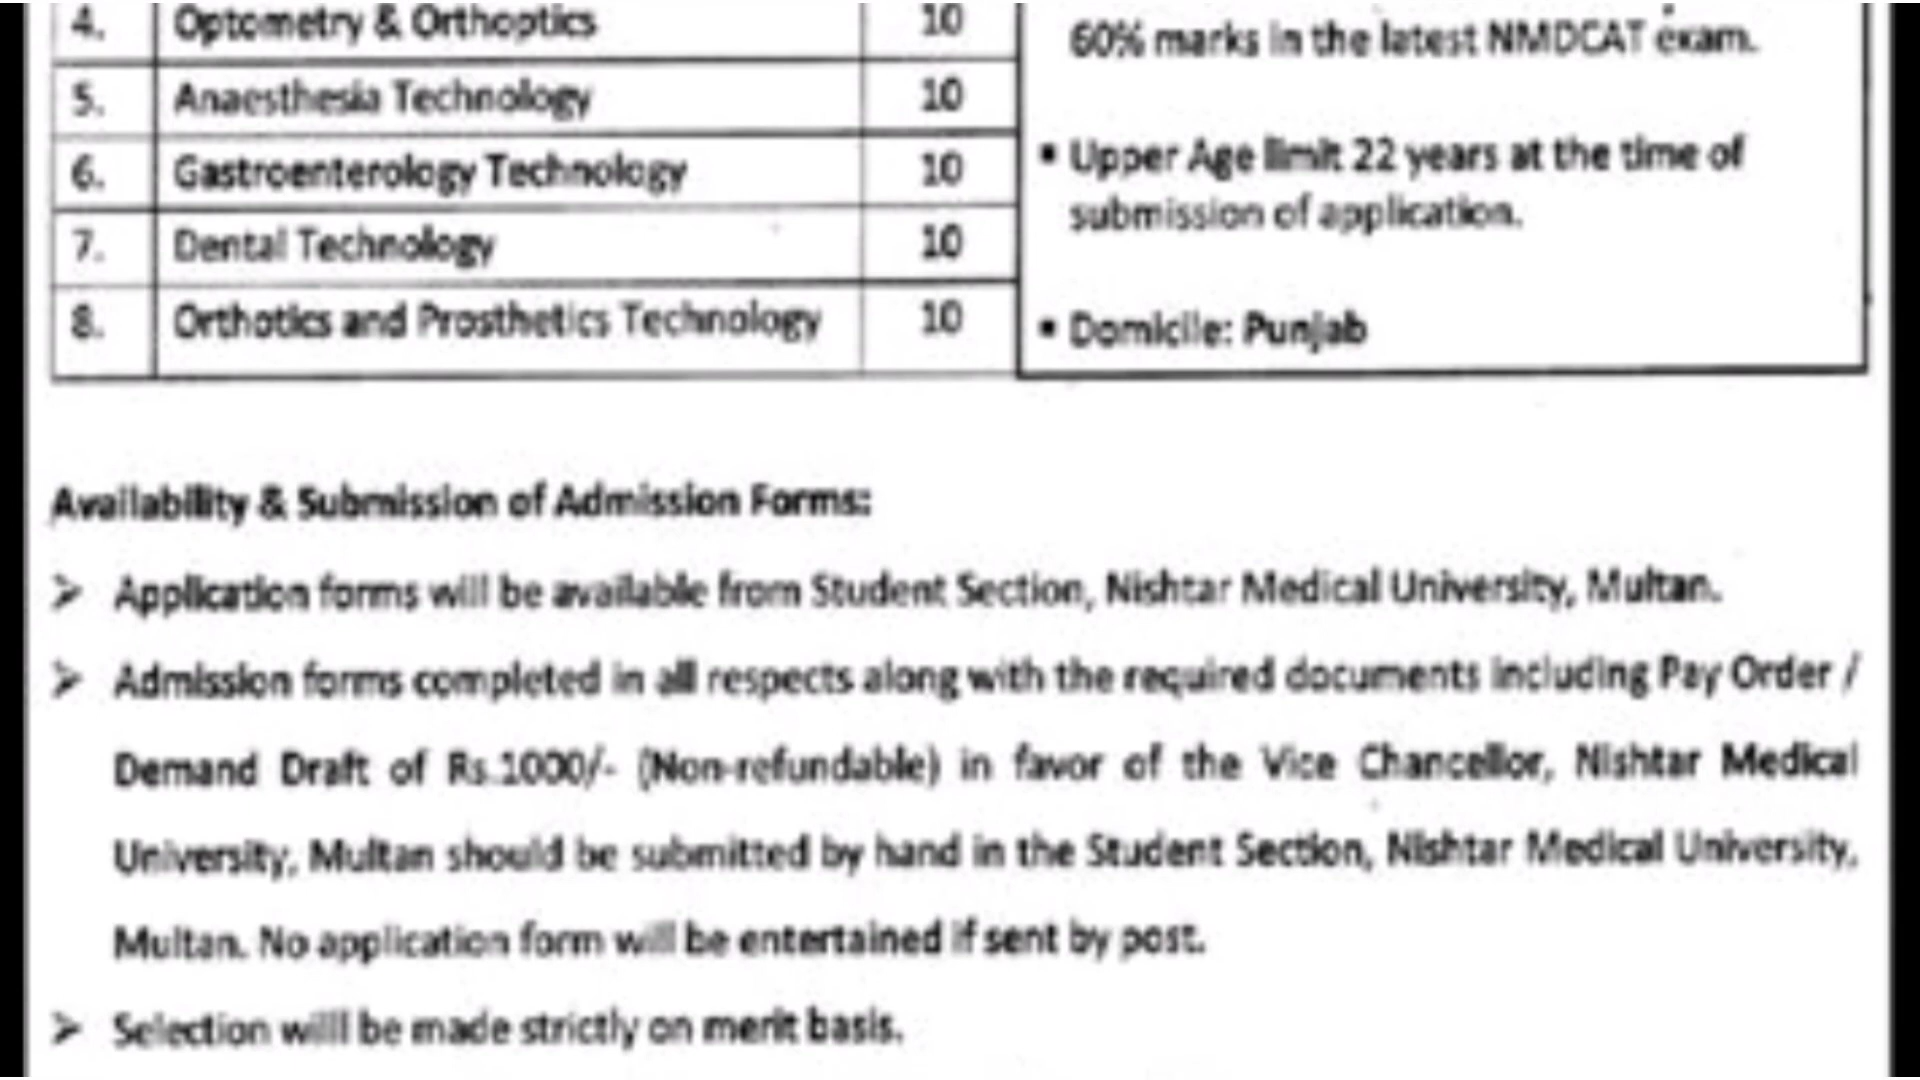 4. Optometry & Orthoptics 10
5. Anaesthesia Technology 10
6. Gastroenterology Technology 10
7. Dental Technology 10
8. Orthotics and Prosthetics Technology 10
60% marks in the latest NMDCAT exam.
▪ Upper Age limit 22 years at the time of
submission of application.
▪ Domicile: Punjab
Availability & Submission of Admission Forms:
➢ Application forms will be available from Student Section, Nishtar Medical University, Multan.
➢ Admission forms completed in all respects along with the required documents including Pay Order /
Demand Draft of Rs.1000/- (Non-refundable) in favor of the Vice Chancellor, Nishtar Medical
University, Multan should be submitted by hand in the Student Section, Nishtar Medical University,
Multan. No application form will be entertained if sent by post.
➢ Selection will be made strictly on merit basis.